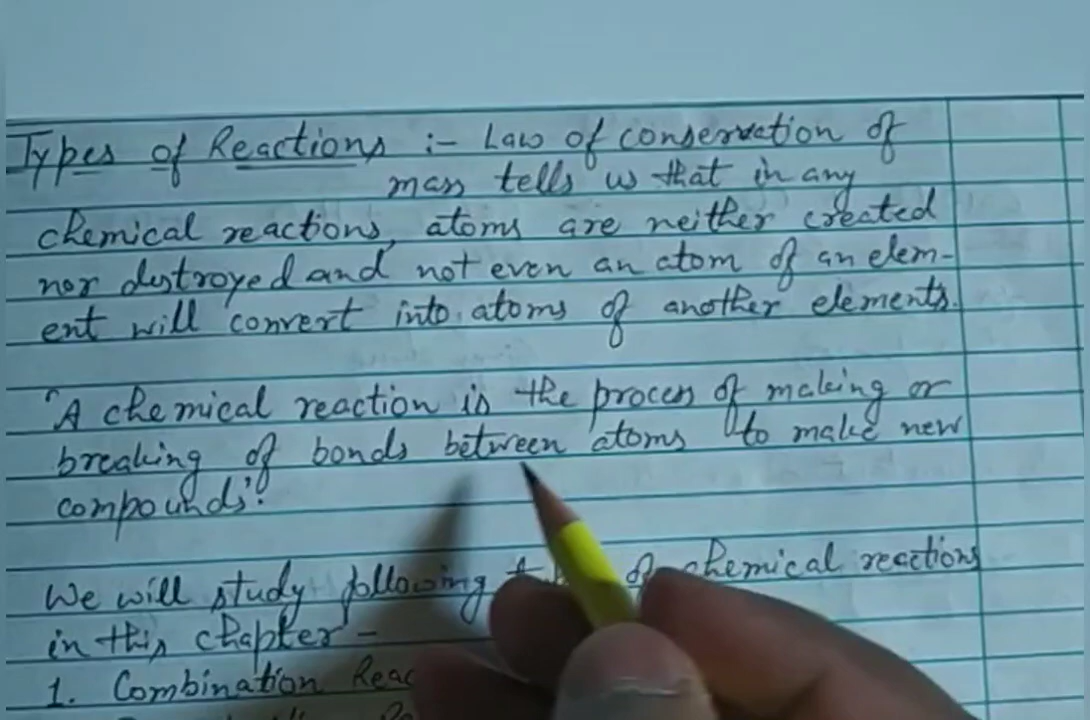 Types of Reactions :- Law of conservation of
mass tells us that in any
chemical reactions, atoms are neither created
nor destroyed and not even an atom of an elem-
ent will convert into atoms of another elements.
"A chemical reaction is the process of making or
breaking of bonds between atoms to make new
compounds".
We will study following of chemical reactions
in this chapter -
1. Combination